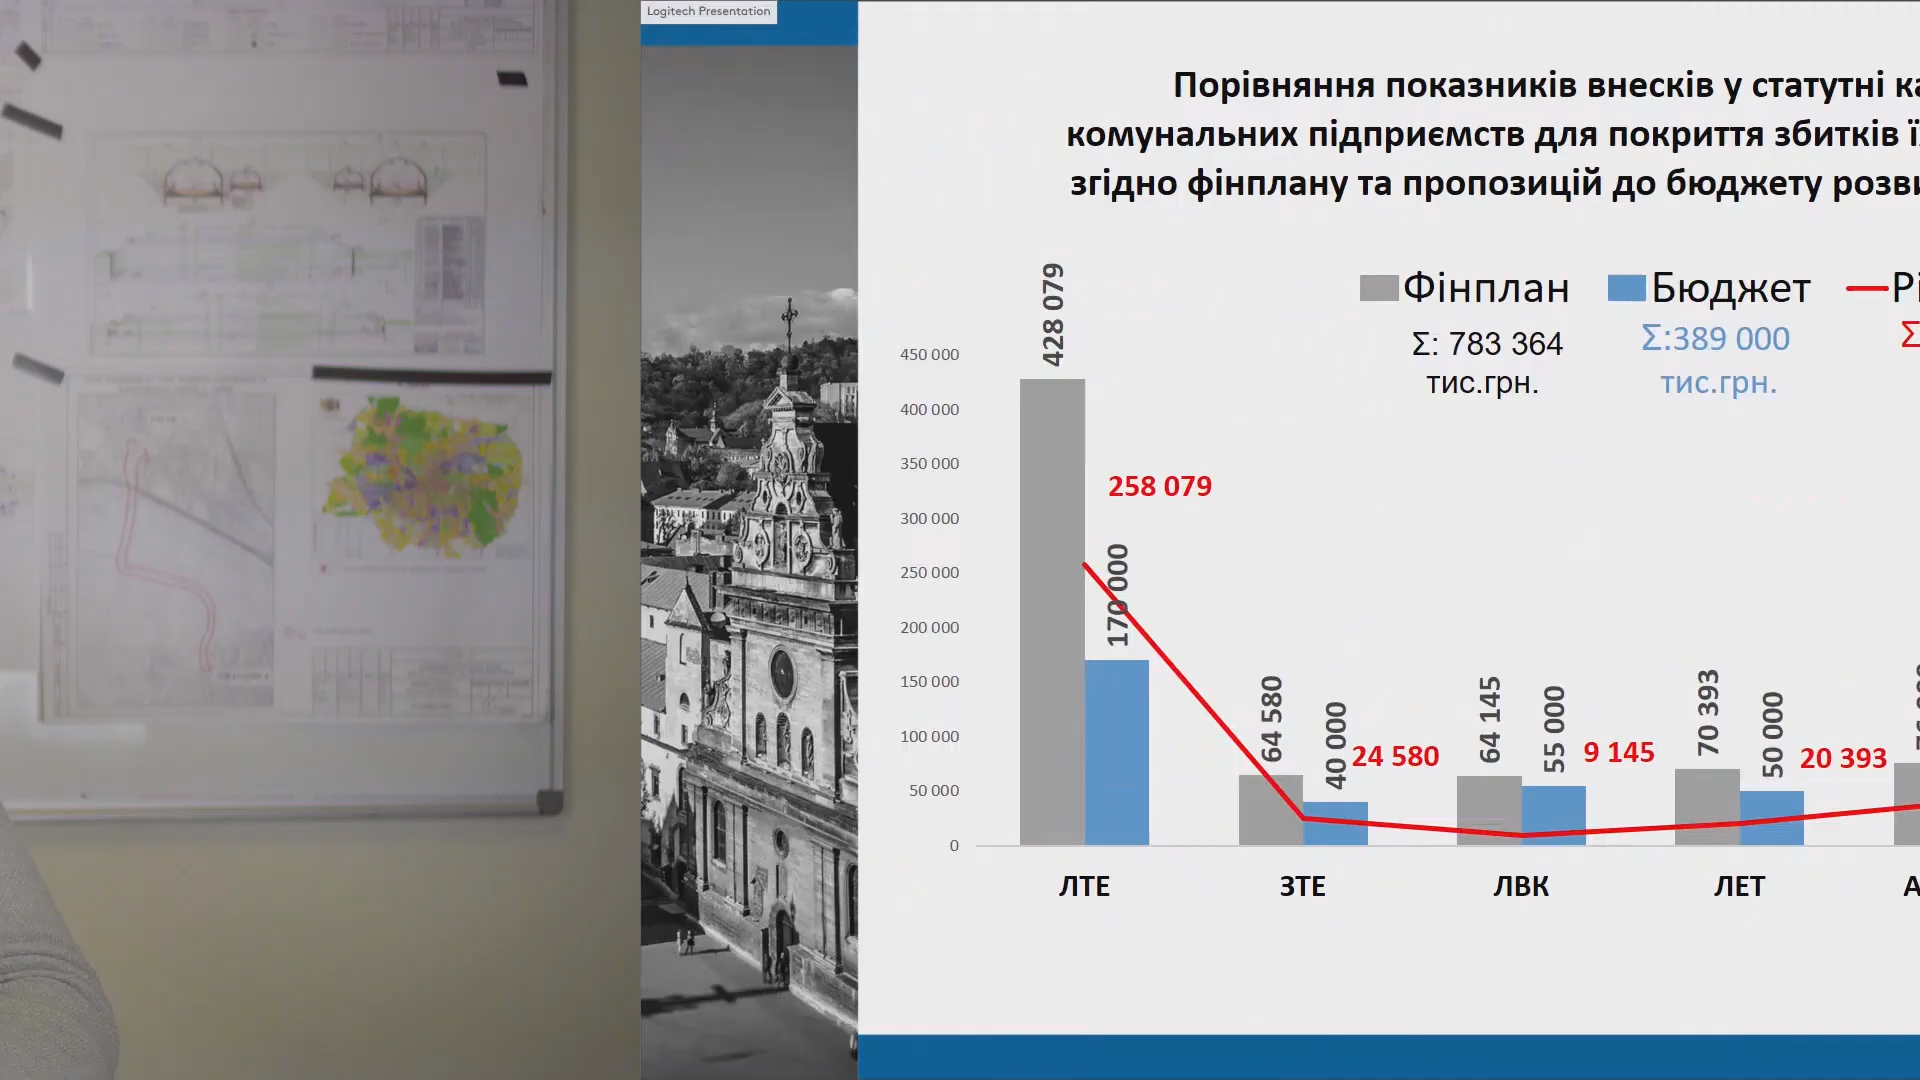 Logitech Presentation
Порівняння показників внесків у статутні
комунальних підприємств для покриття збитків
згідно фінплану та пропозицій до бюджету
Фінплан
Бюджет
Σ: 783 364
тис.грн.
Σ:389 000
тис.грн.
Σ
450 000
400 000
350 000
300 000
250 000
200 000
150 000
100 000
50 000
0
428 079
258 079
170 000
64 580
40 000
24 580
64 145
55 000
9 145
70 393
50 000
20 393
ЛТЕ
ЗТЕ
ЛВК
ЛЕТ